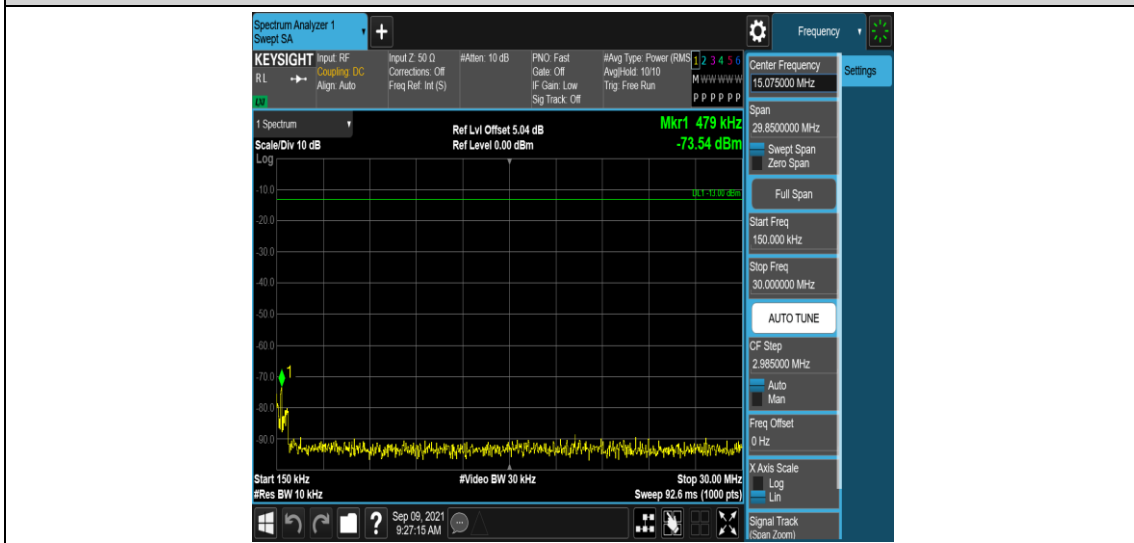 Spectrum Analyzer 1
Swept SA
+
Frequency
KEYSIGHT
RL
LXI
Input: RF
Coupling: DC
Align: Auto
Input Z: 50 Ω
Corrections: Off
Freq Ref: Int (S)
#Atten: 10 dB
PNO: Fast
Gate: Off
IF Gain: Low
Sig Track: Off
#Avg Type: Power (RMS
Avg|Hold: 10/10
Trig: Free Run
1 2 3 4 5 6
M W W W W W
P P P P P P
1 Spectrum
Scale/Div 10 dB
Log
Ref Lvl Offset 5.04 dB
Ref Level 0.00 dBm
Mkr1 479 kHz
-73.54 dBm
DL1 -13.00 dBm
-10.0
-20.0
-30.0
-40.0
-50.0
-60.0
-70.0
1
-80.0
-90.0
Start 150 kHz
#Res BW 10 kHz
#Video BW 30 kHz
Stop 30.00 MHz
Sweep 92.6 ms (1000 pts)
Center Frequency
15.075000 MHz
Settings
Span
29.8500000 MHz
Swept Span
Zero Span
Full Span
Start Freq
150.000 kHz
Stop Freq
30.000000 MHz
AUTO TUNE
CF Step
2.985000 MHz
Auto
Man
Freq Offset
0 Hz
X Axis Scale
Log
Lin
Signal Track
(Span Zoom)
?
Sep 09, 2021
9:27:15 AM